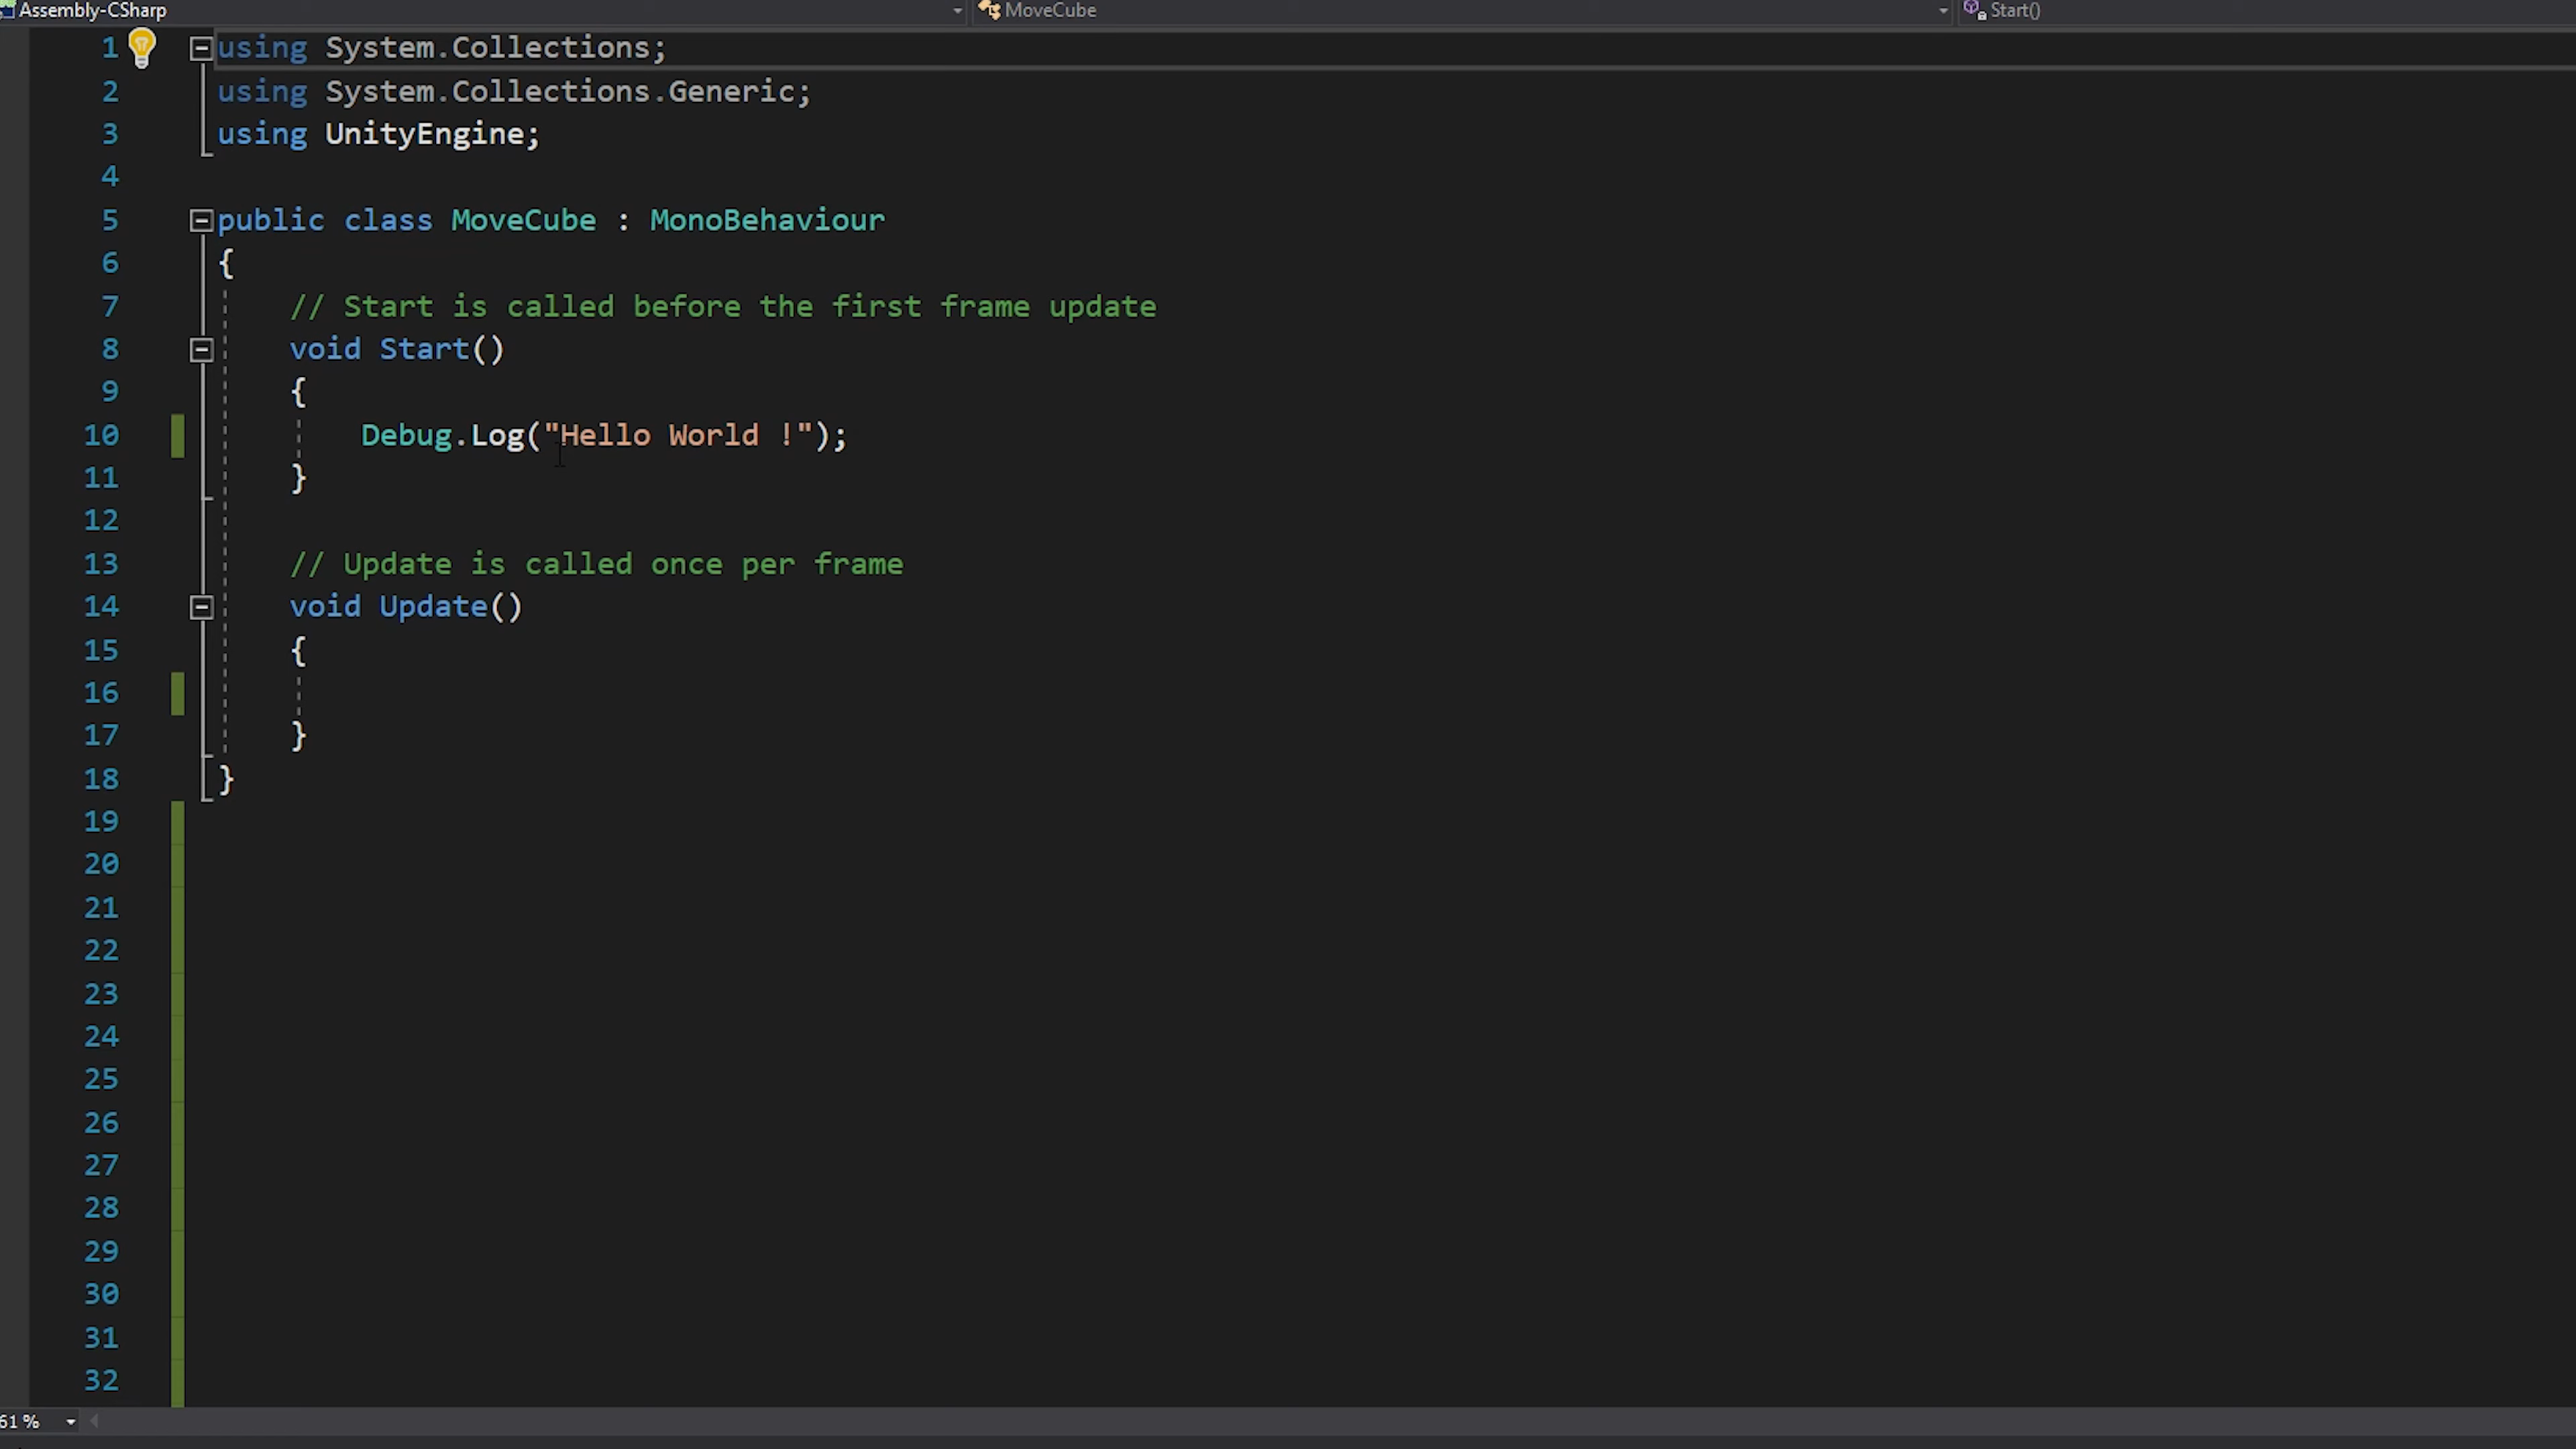 Assembly-CSharp MoveCube Start()
1 using System.Collections;
2 using System.Collections.Generic;
3 using UnityEngine;
4
5 public class MoveCube : MonoBehaviour
6 {
7 // Start is called before the first frame update
8 void Start()
9 {
10 Debug.Log("Hello World !");
11 }
12
13 // Update is called once per frame
14 void Update()
15 {
16
17 }
18 }
19
20
21
22
23
24
25
26
27
28
29
30
31
32
61 %